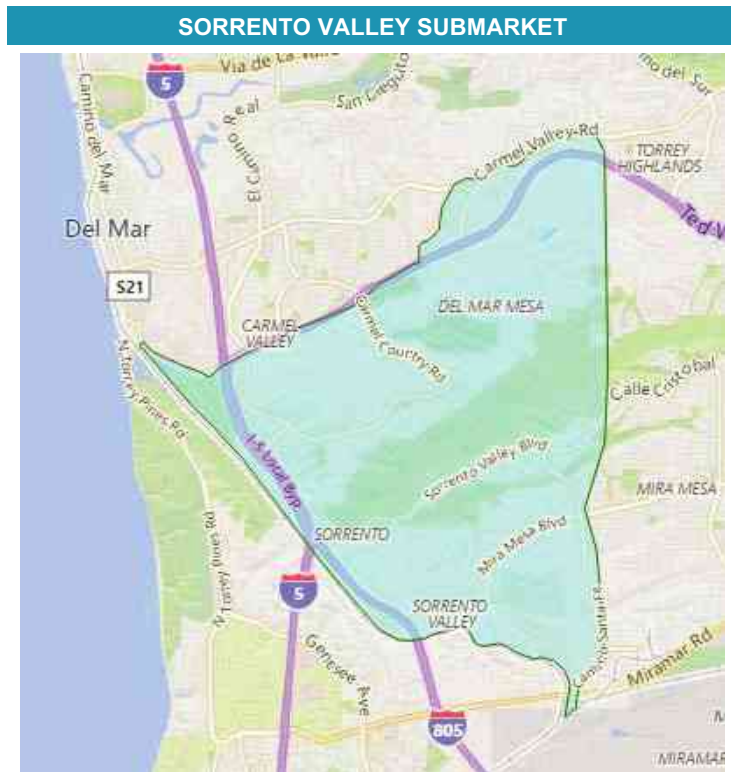 SORRENTO VALLEY SUBMARKET
Via de La Valle
5
Camino del Mar
San Dieguito
El Camino Real
Carmel Valley Rd
TORREY
HIGHLANDS
Ted W
Del Mar
S21
CARMEL
VALLEY
DEL MAR MESA
Carmel Country Rd
N Torrey Pines Rd
Calle Cristobal
I-5 Local Byp.
Sorrento Valley Blvd
MIRA MESA
Mira Mesa Blvd
SORRENTO
N Torrey Pines Rd
5
SORRENTO
VALLEY
Camino Santa Fe
Genesee Ave
Miramar Rd
805
M
MIRAMAR